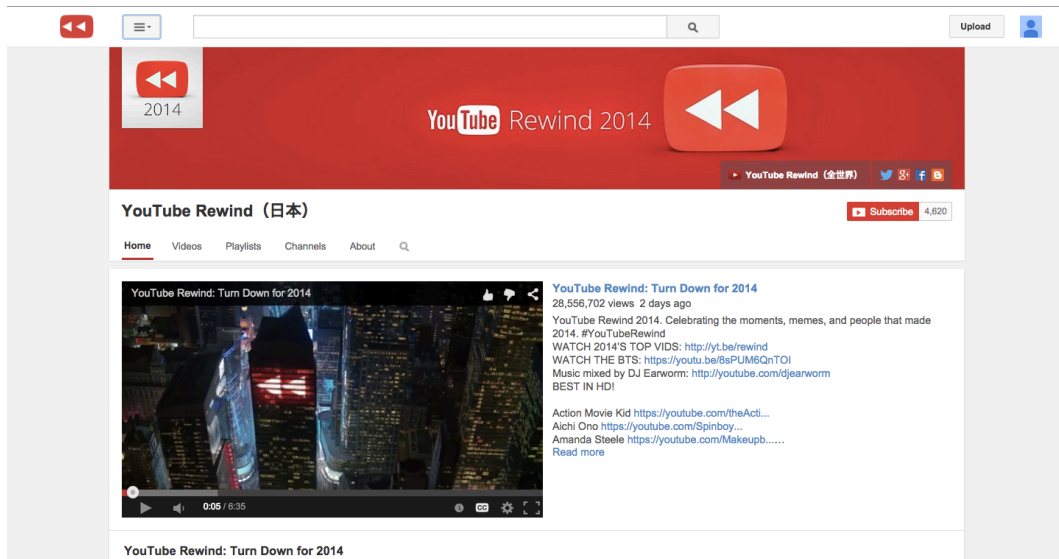 Upload
2014
YouTube Rewind 2014
YouTube Rewind（全世界）
YouTube Rewind（日本）
Subscribe 4,620
Home Videos Playlists Channels About
YouTube Rewind: Turn Down for 2014
0:05 / 6:35
CC
YouTube Rewind: Turn Down for 2014
28,556,702 views 2 days ago
YouTube Rewind 2014. Celebrating the moments, memes, and people that made
2014. #YouTubeRewind
WATCH 2014'S TOP VIDS: http://yt.be/rewind
WATCH THE BTS: https://youtu.be/8sPUM6QnTOI
Music mixed by DJ Earworm: http://youtube.com/djearworm
BEST IN HD!
Action Movie Kid https://youtube.com/theActi...
Aichi Ono https://youtube.com/Spinboy...
Amanda Steele https://youtube.com/Makeupb......
Read more
YouTube Rewind: Turn Down for 2014